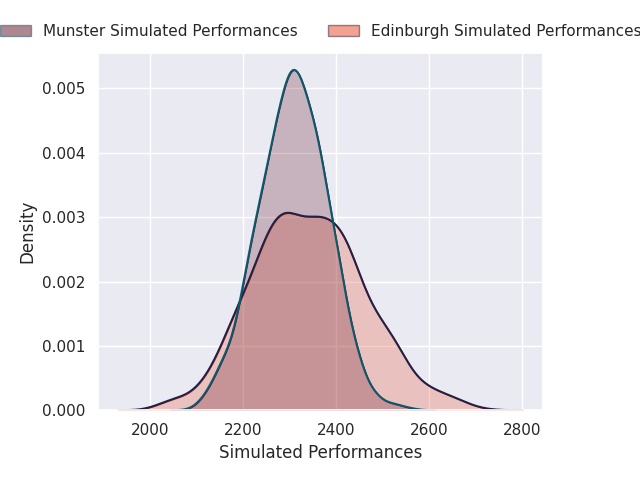 Munster Simulated Performances Edinburgh Simulated Performances
0.005
0.004
0.003
0.002
0.001
0.000
2000 2200 2400 2600 2800
Density
Simulated Performances